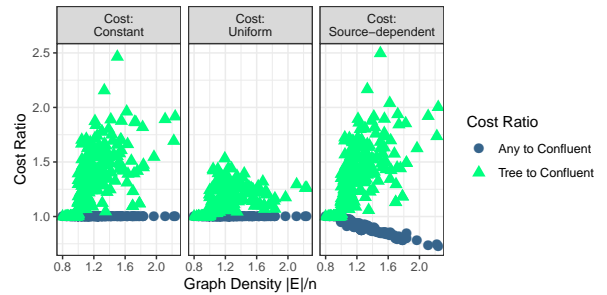 Cost:
Constant
Cost:
Uniform
Cost:
Source−dependent
2.5
2.0
1.5
1.0
Cost Ratio
0.8 1.2 1.6 2.0 0.8 1.2 1.6 2.0 0.8 1.2 1.6 2.0
Graph Density |E|/n
Cost Ratio
Any to Confluent
Tree to Confluent